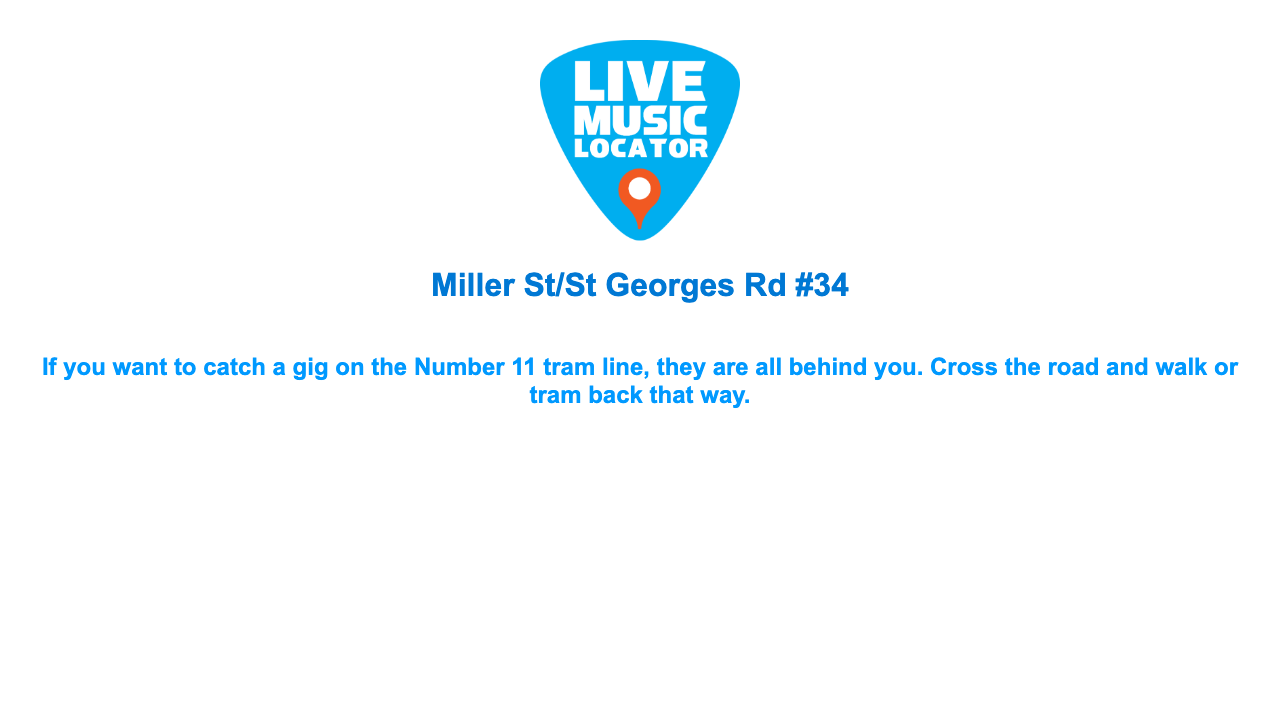 LIVE
MUSIC
LOCATOR
Miller St/St Georges Rd #34
If you want to catch a gig on the Number 11 tram line, they are all behind you. Cross the road and walk or
tram back that way.